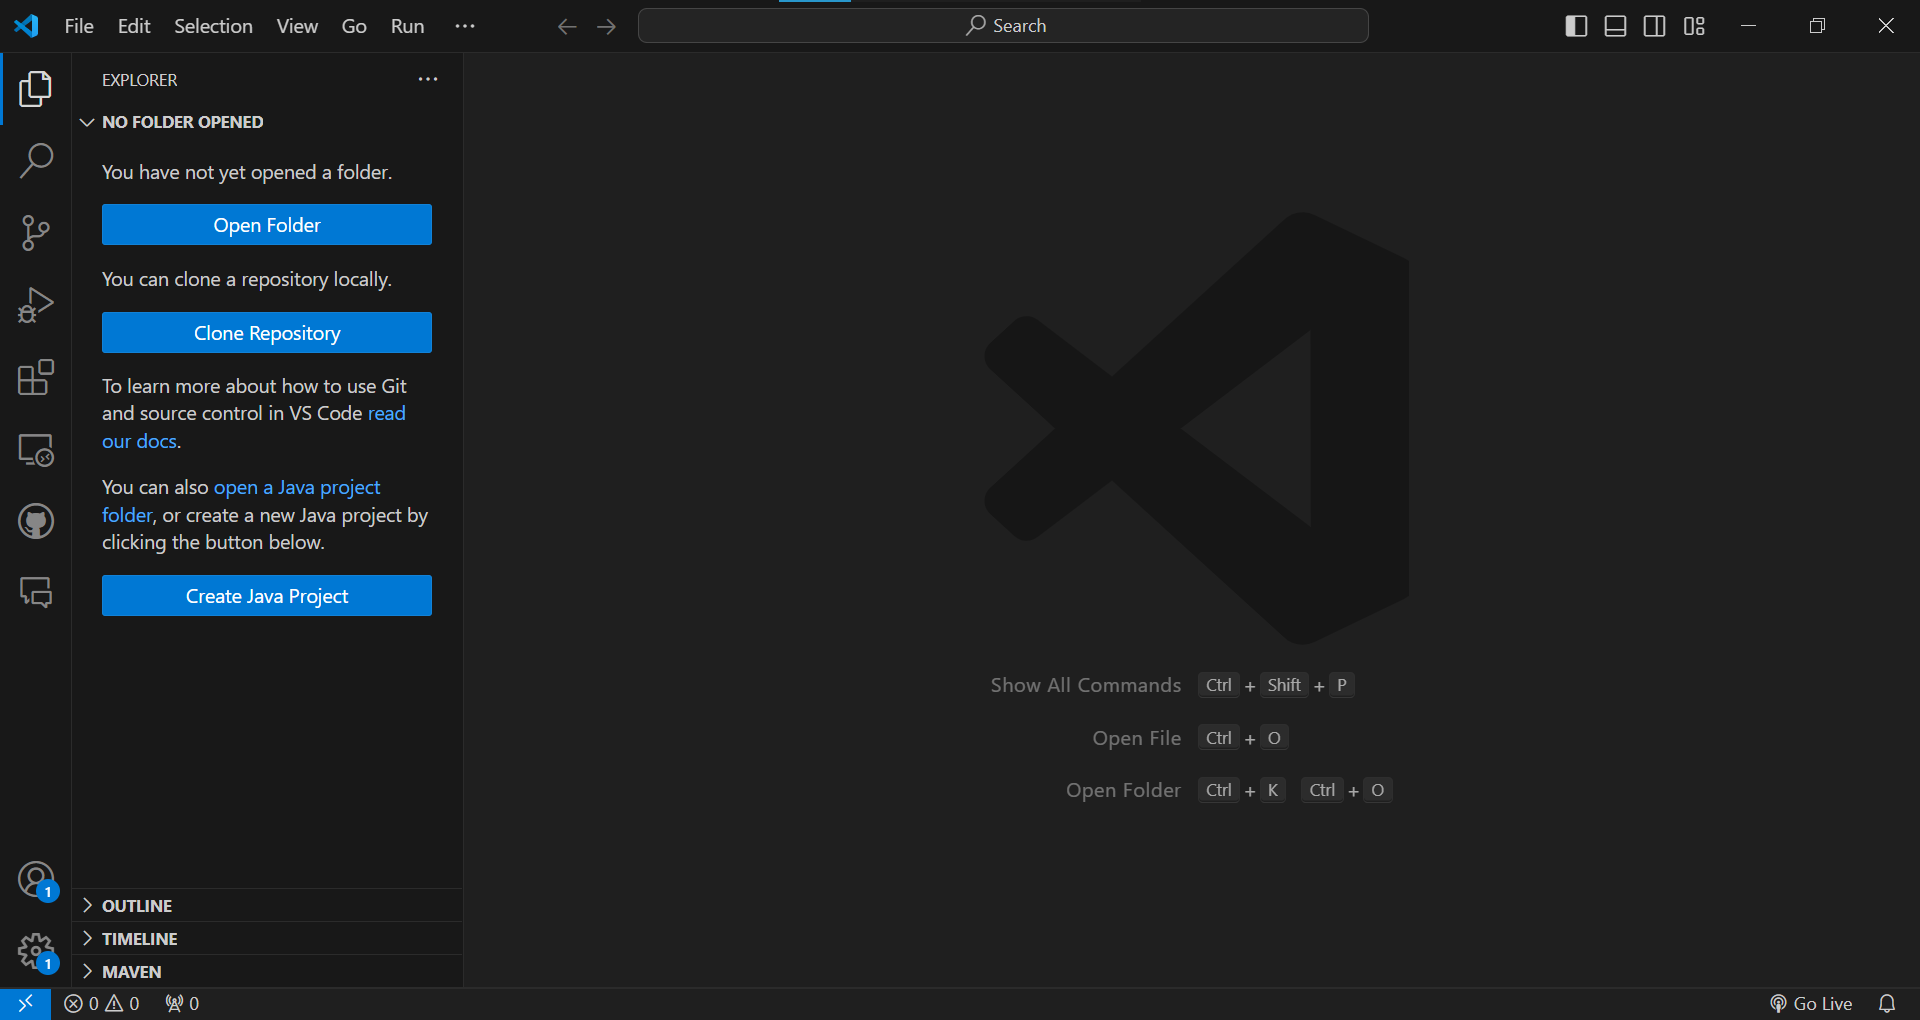 File Edit Selection View Go Run ··· Search
EXPLORER ···
NO FOLDER OPENED
You have not yet opened a folder.
Open Folder
You can clone a repository locally.
Clone Repository
To learn more about how to use Git
and source control in VS Code read
our docs.
You can also open a Java project
folder, or create a new Java project by
clicking the button below.
Create Java Project
Show All Commands Ctrl + Shift + P
Open File Ctrl + O
Open Folder Ctrl + K Ctrl + O
1
OUTLINE
TIMELINE
1
MAVEN
0 0 0 Go Live